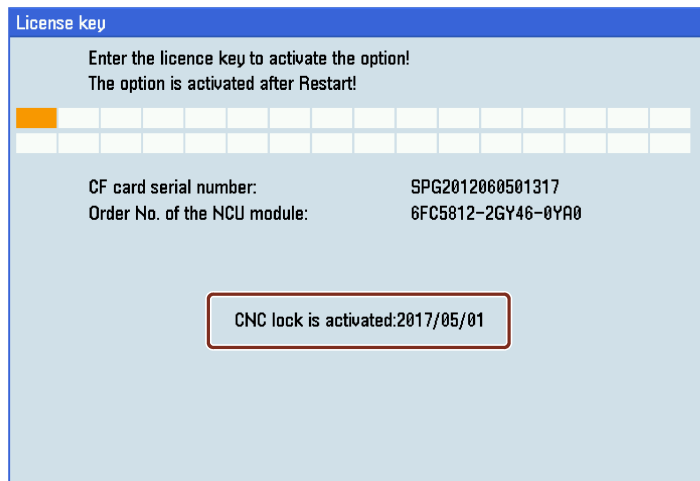 License key
Enter the licence key to activate the option!
The option is activated after Restart!
CF card serial number: SPG2012060501317
Order No. of the NCU module: 6FC5812-2GY46-0YA0
CNC lock is activated:2017/05/01